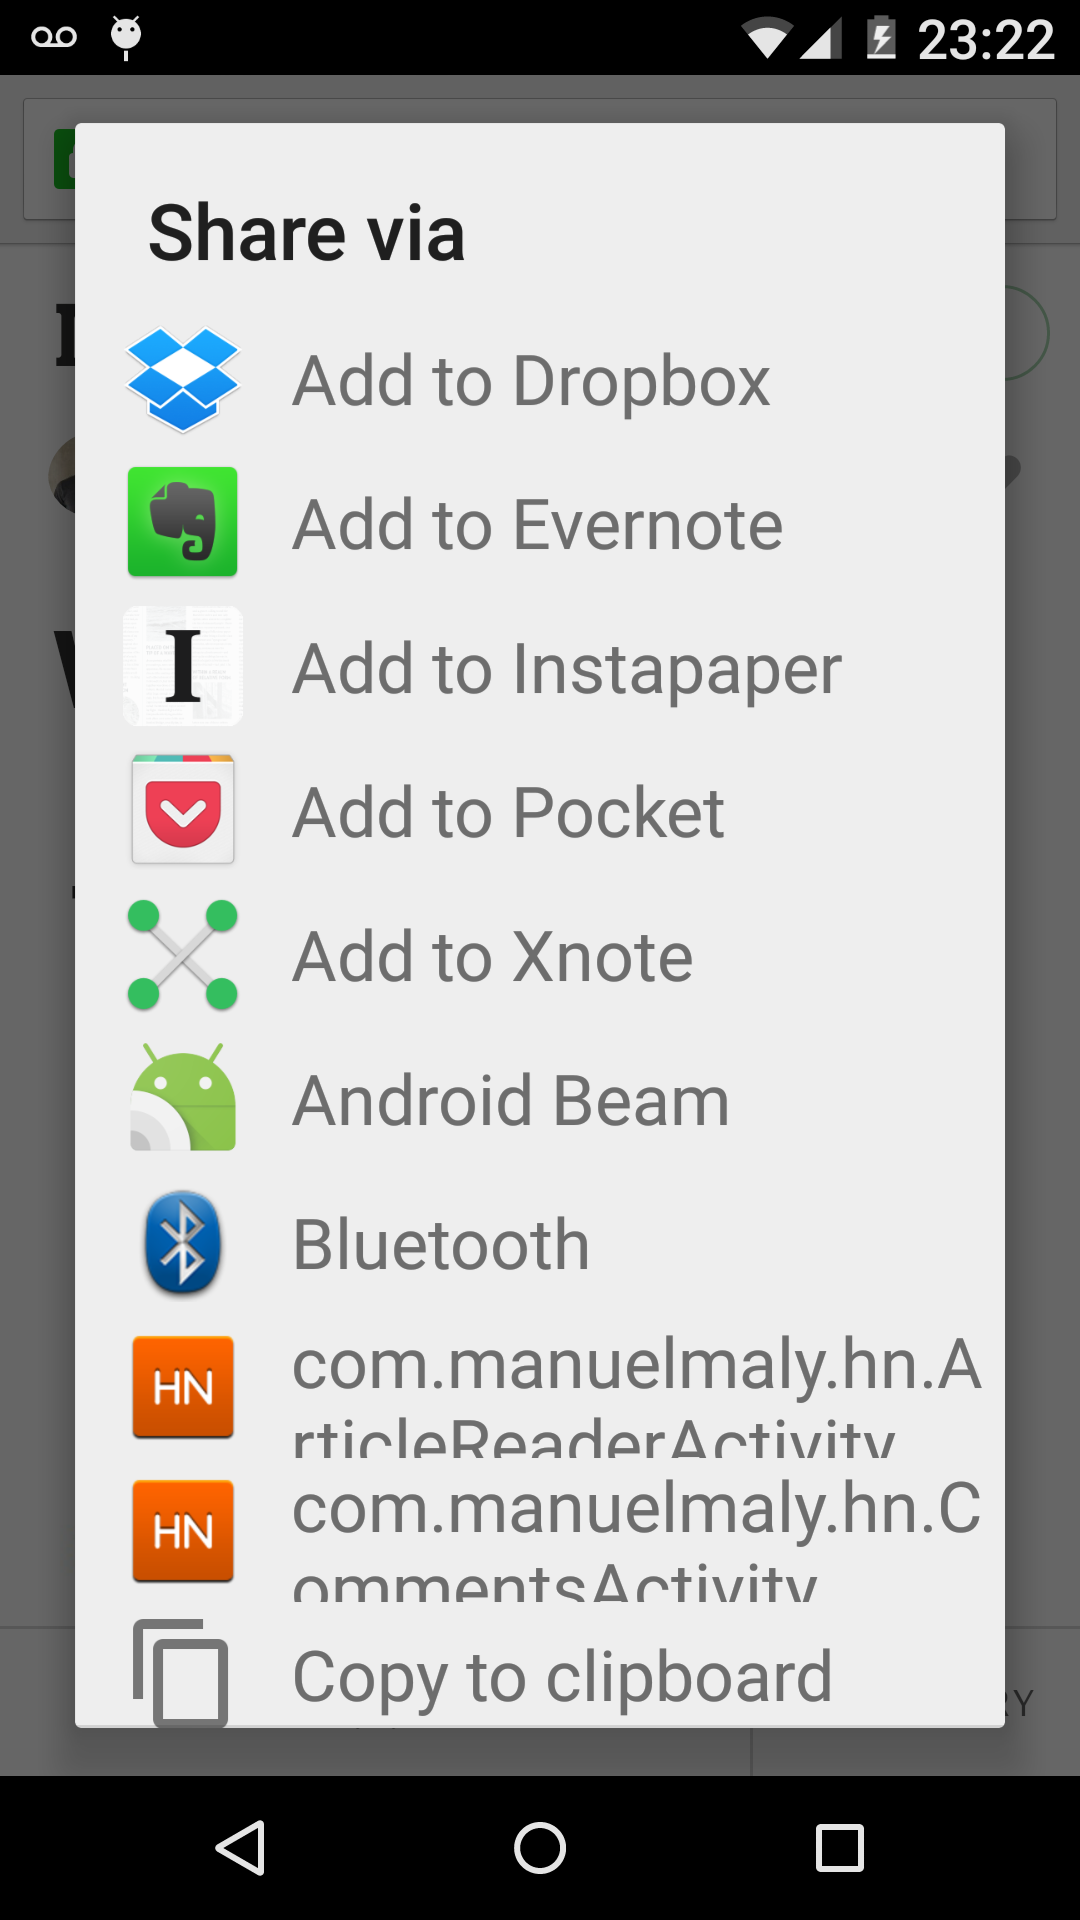 23:22
Share via
Add to Dropbox
Add to Evernote
I
Add to Instapaper
Add to Pocket
Add to Xnote
Android Beam
Bluetooth
HN
com.manuelmaly.hn.A
rticleReaderActivity
HN
com.manuelmaly.hn.C
ommentsActivity
Copy to clipboard